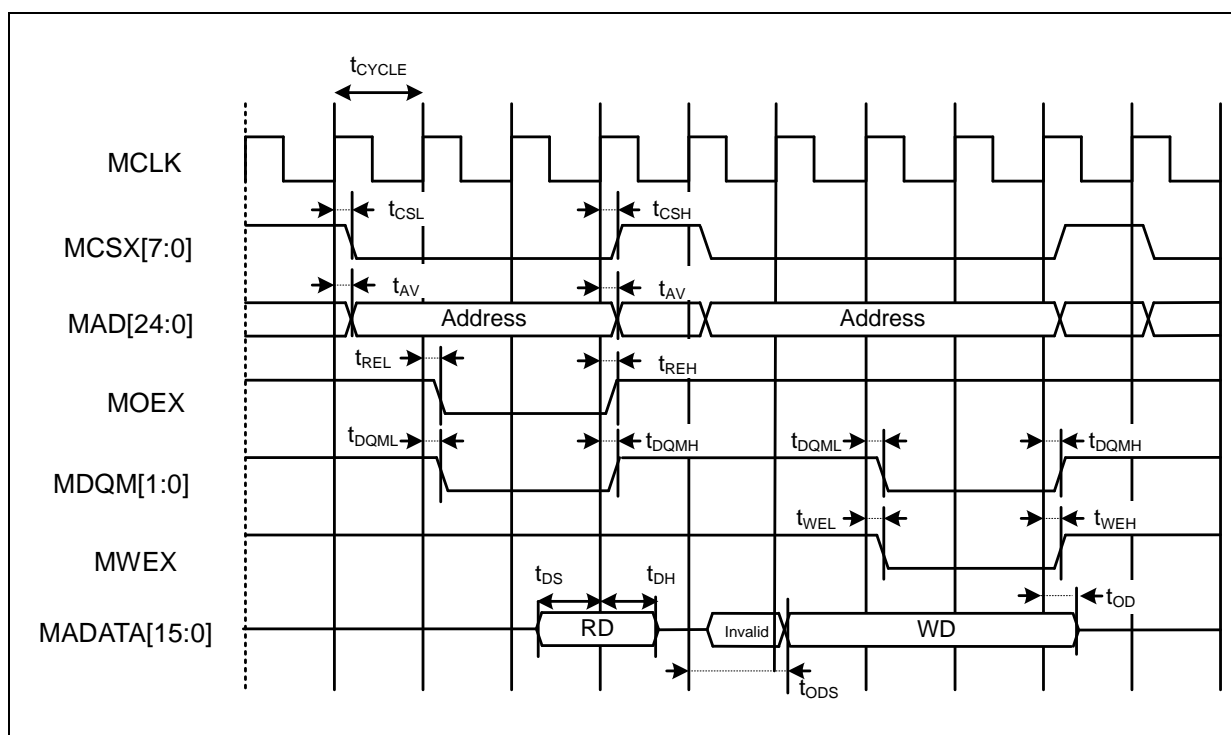 tCYCLE
MCLK
tCSL tCSH
MCSX[7:0]
tAV tAV
MAD[24:0] Address Address
tREL tREH
MOEX
tDQML tDQMH tDQML tDQMH
MDQM[1:0]
tWEL tWEH
MWEX
tDS tDH tOD
MADATA[15:0] RD Invalid WD
tODS